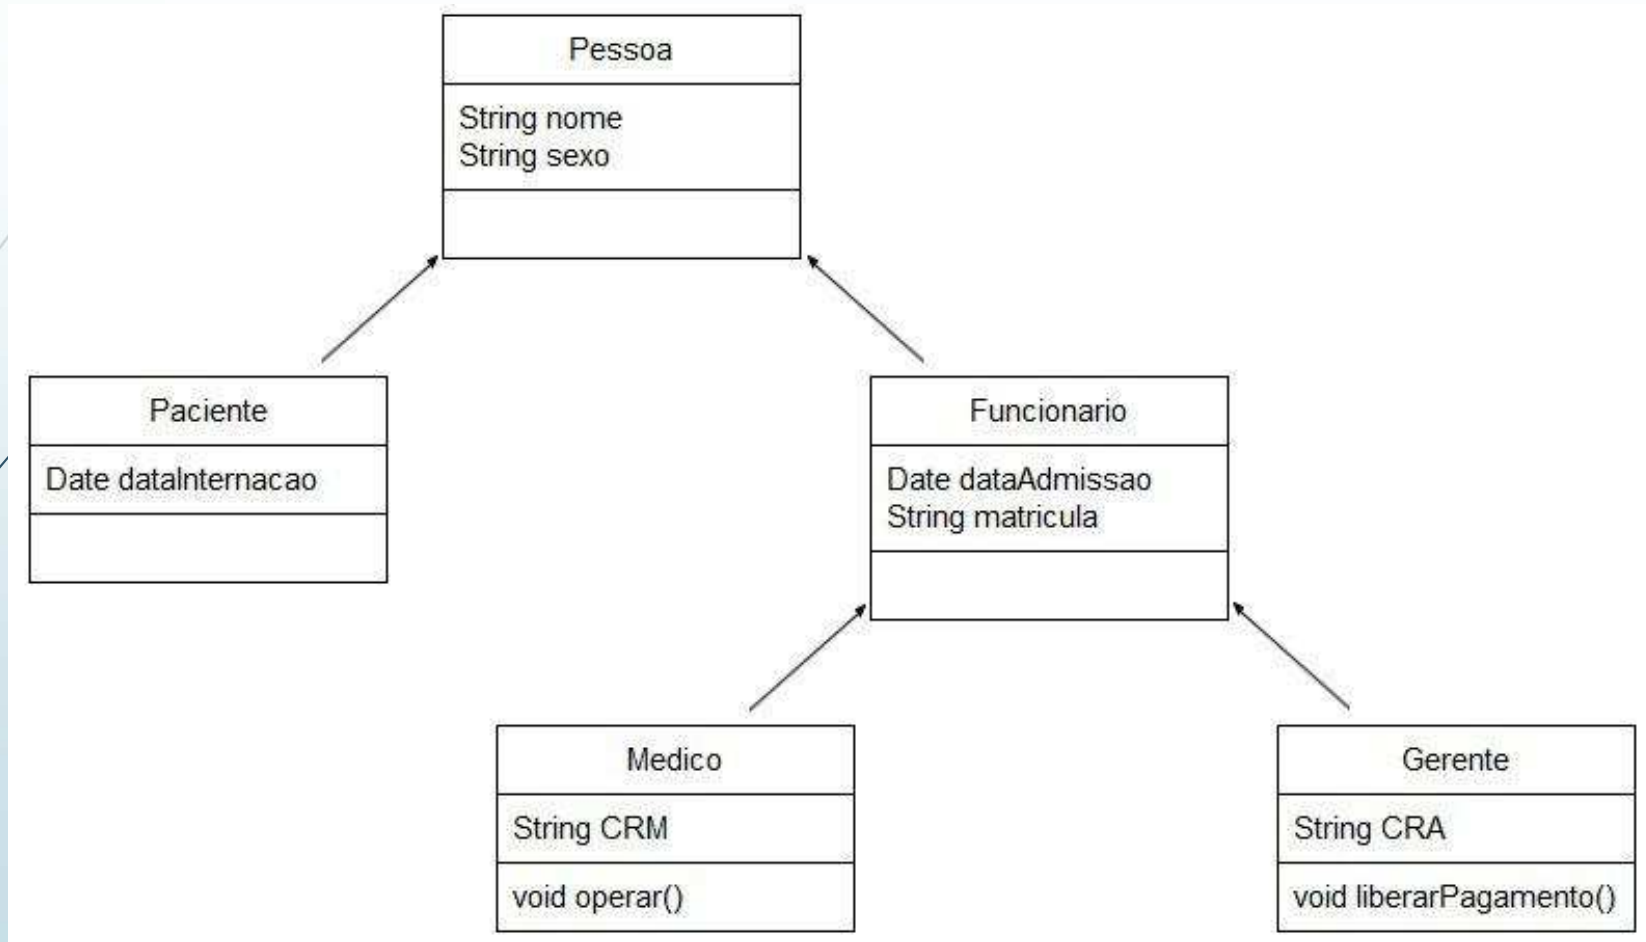 Pessoa
String nome
String sexo
Paciente
Date dataInternacao
Funcionario
Date dataAdmissao
String matricula
Medico
String CRM
void operar()
Gerente
String CRA
void liberarPagamento()